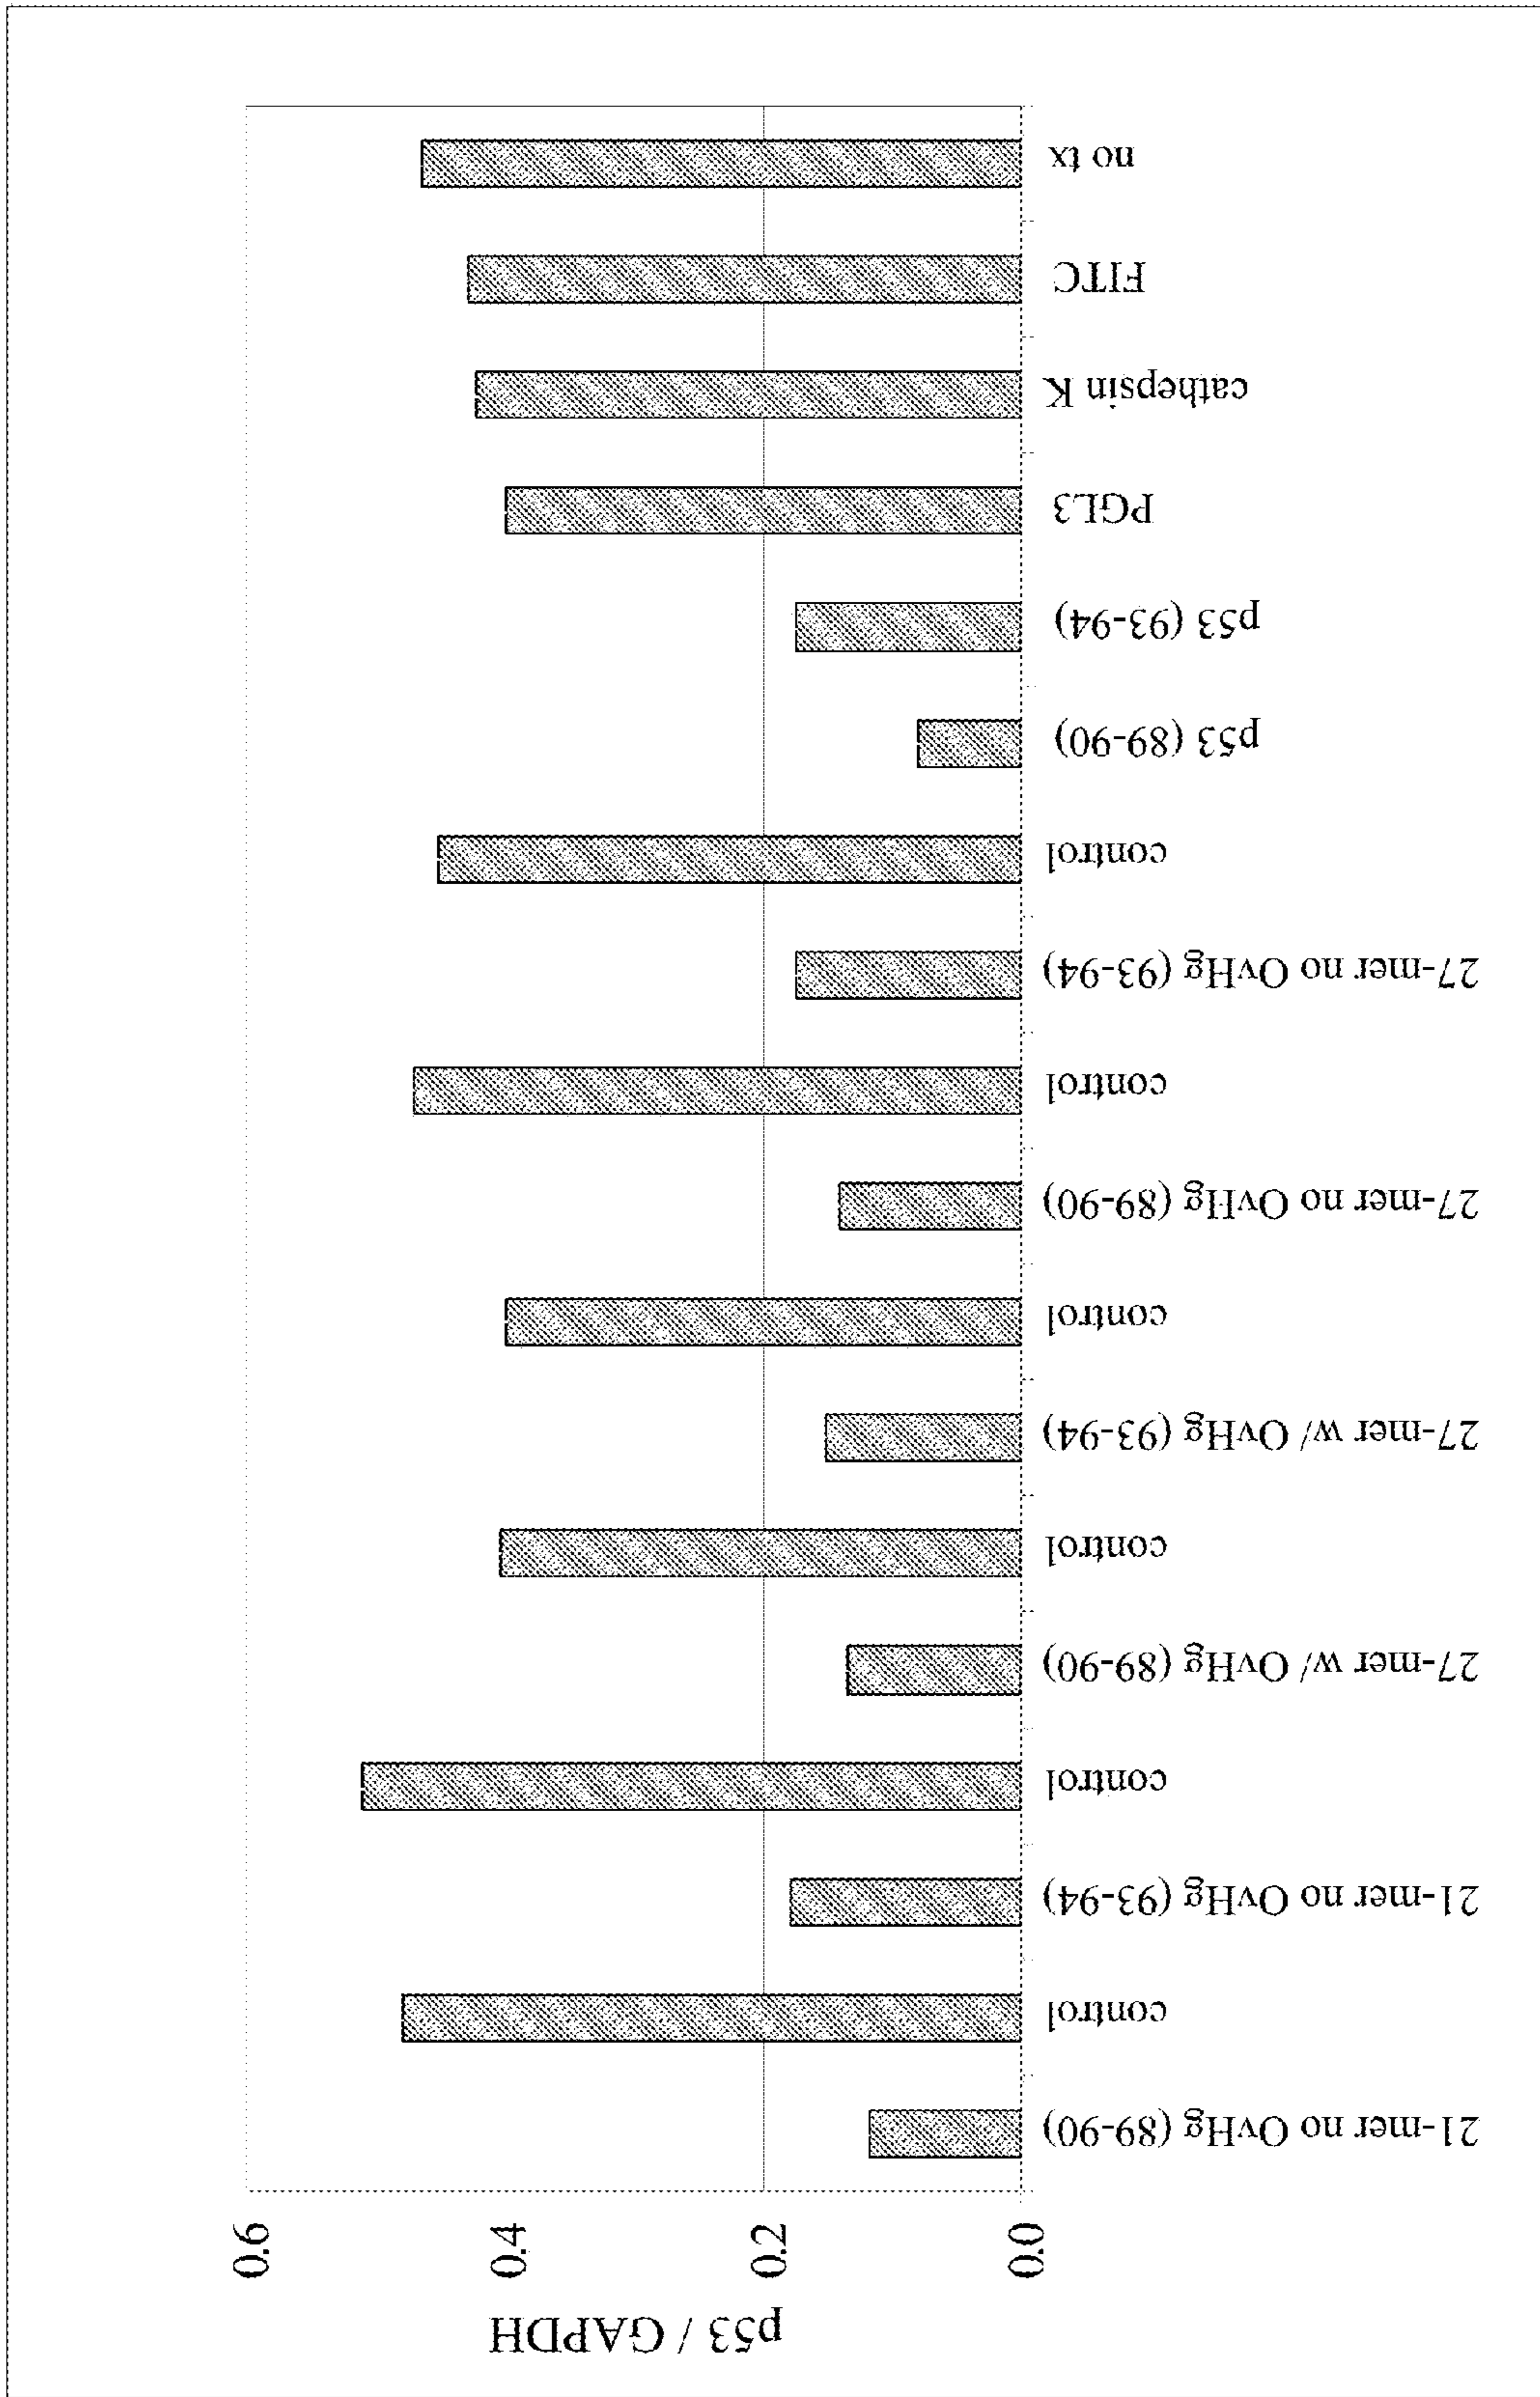 p53 / GAPDH
0.6
0.4
0.2
0.0
21-mer no OvHg (89-90)
control
21-mer no OvHg (93-94)
control
27-mer w/ OvHg (89-90)
control
27-mer w/ OvHg (93-94)
control
27-mer no OvHg (89-90)
control
27-mer no OvHg (93-94)
control
p53 (89-90)
p53 (93-94)
PGL3
cathepsin K
FITC
no tx